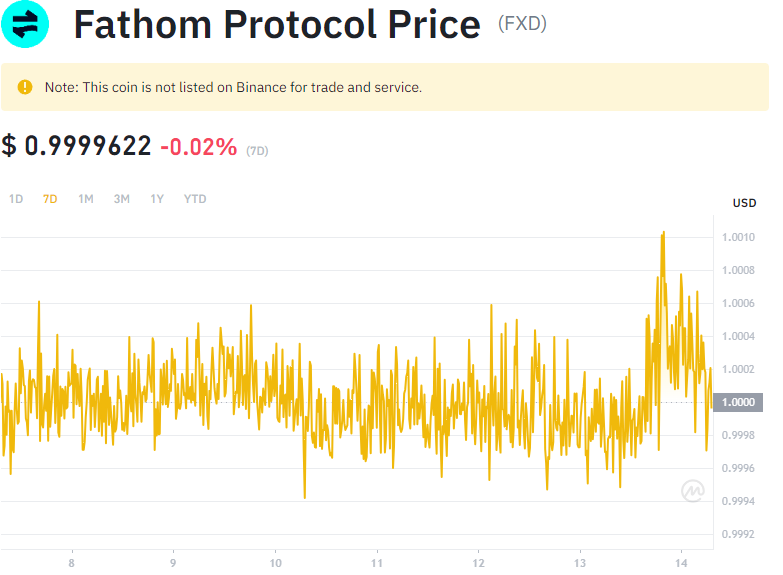 Fathom Protocol Price (FXD)
Note: This coin is not listed on Binance for trade and service.
$ 0.9999622 -0.02% (7D)
1D 7D 1M 3M 1Y YTD
USD
1.0010
1.0008
1.0006
1.0004
1.0002
1.0000
0.9998
0.9996
0.9994
0.9992
8 9 10 11 12 13 14